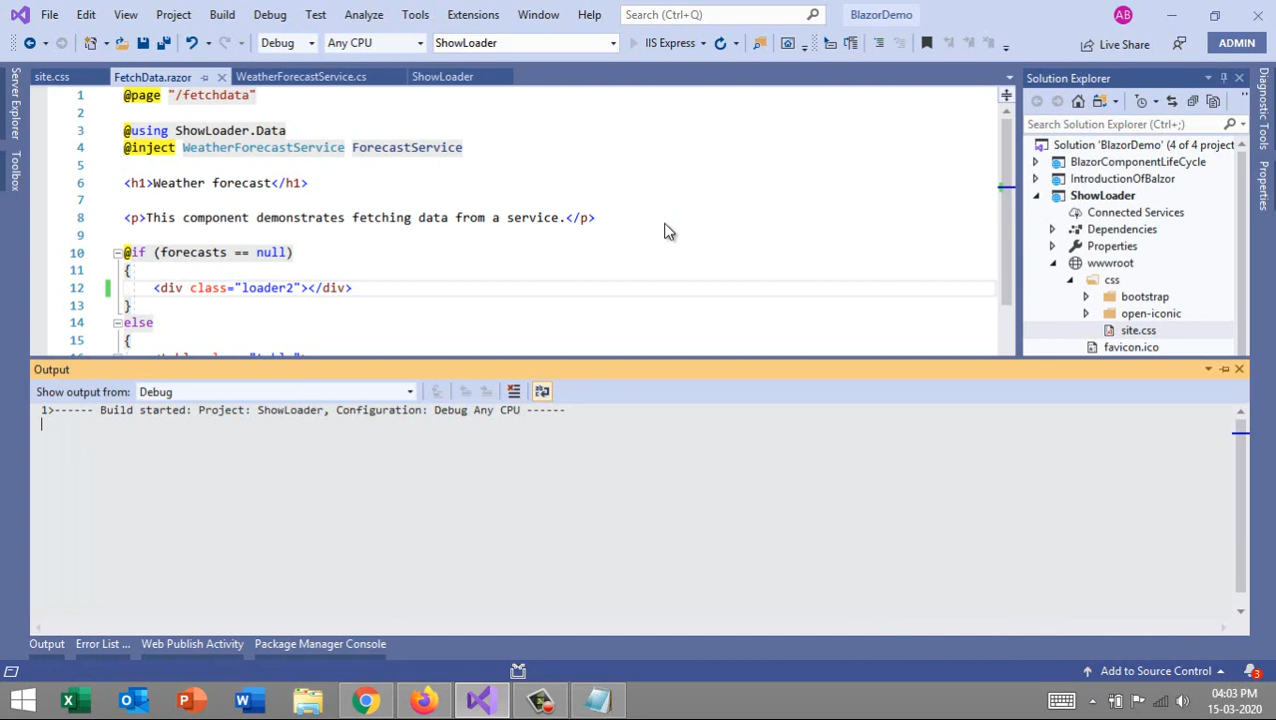 File Edit View Project Build Debug Test Analyze Tools Extensions Window Help Search (Ctrl+Q) BlazorDemo AB
Debug Any CPU ShowLoader IIS Express Live Share ADMIN
site.css FetchData.razor WeatherForecastService.cs ShowLoader
Server Explorer
Toolbox
1 @page "/fetchdata"
2
3 @using ShowLoader.Data
4 @inject WeatherForecastService ForecastService
5
6 <h1>Weather forecast</h1>
7
8 <p>This component demonstrates fetching data from a service.</p>
9
10 @if (forecasts == null)
11 {
12 <div class="loader2"></div>
13 }
14 else
15 {
Solution Explorer
Search Solution Explorer (Ctrl+;)
Solution 'BlazorDemo' (4 of 4 project
BlazorComponentLifeCycle
IntroductionOfBalzor
ShowLoader
Connected Services
Dependencies
Properties
wwwroot
css
bootstrap
open-iconic
site.css
favicon.ico
Diagnostic Tools
Properties
Output
Show output from: Debug
1>------ Build started: Project: ShowLoader, Configuration: Debug Any CPU ------
Output Error List ... Web Publish Activity Package Manager Console
Add to Source Control 3
04:03 PM
15-03-2020